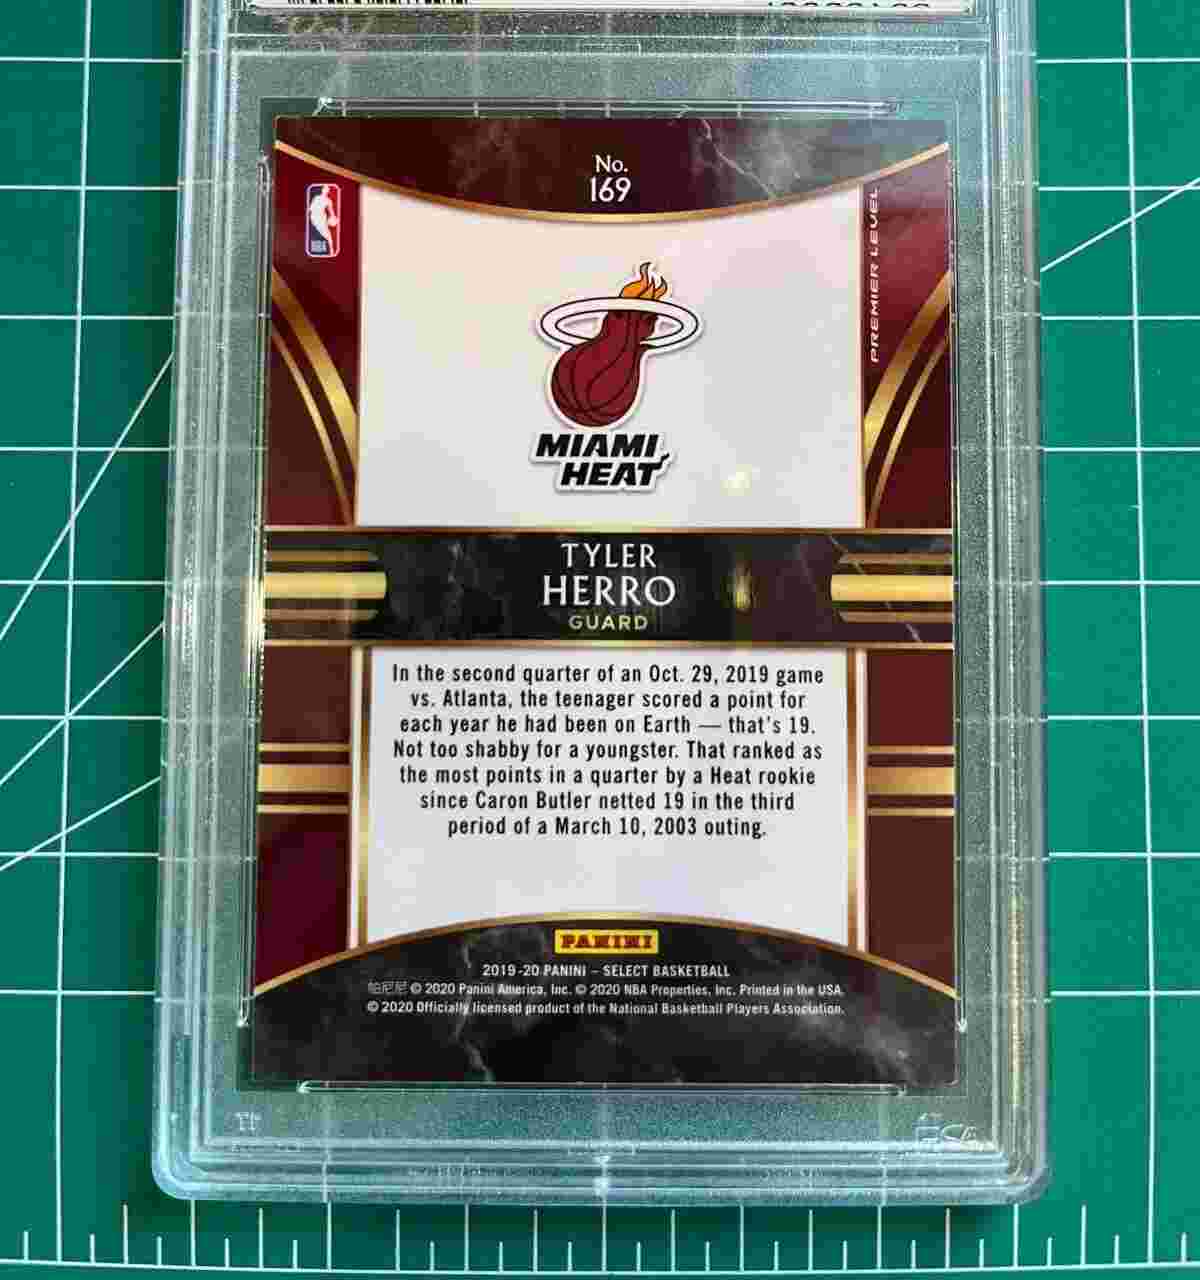 No.
169
NBA
PREMIER LEVEL
MIAMI
HEAT
TYLER
HERRO
GUARD
In the second quarter of an Oct. 29, 2019 game
vs. Atlanta, the teenager scored a point for
each year he had been on Earth — that's 19.
Not too shabby for a youngster. That ranked as
the most points in a quarter by a Heat rookie
since Caron Butler netted 19 in the third
period of a March 10, 2003 outing.
PANINI
2019-20 PANINI – SELECT BASKETBALL
帕尼尼 © 2020 Panini America, Inc. © 2020 NBA Properties, Inc. Printed in the USA.
© 2020 Officially licensed product of the National Basketball Players Association.
PSA